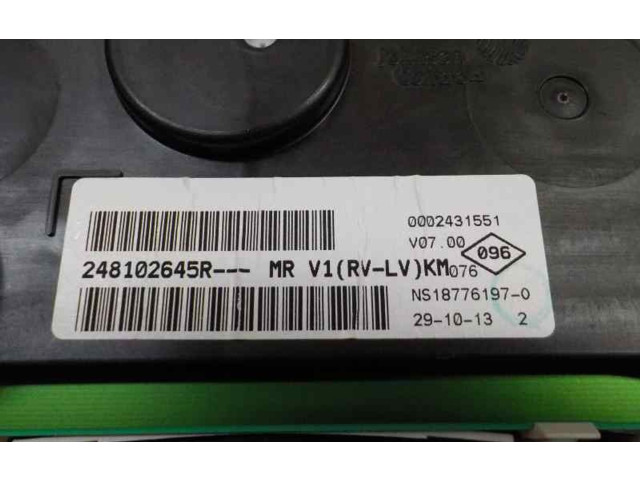 0002431551
V07.00
096
248102645R--- MR V1(RV-LV)KM076
NS18776197-0
29-10-13 2